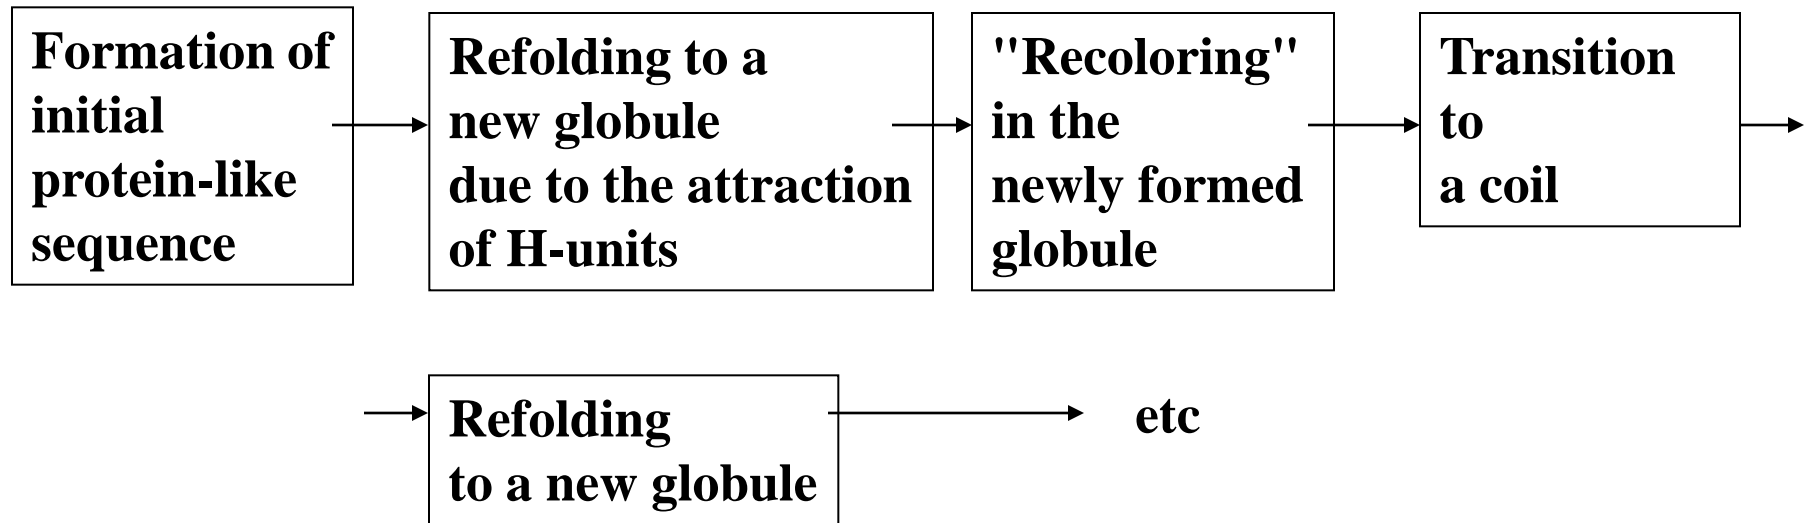 Formation of
initial
protein-like
sequence
Refolding to a
new globule
due to the attraction
of H-units
"Recoloring"
in the
newly formed
globule
Transition
to
a coil
Refolding
to a new globule
etc